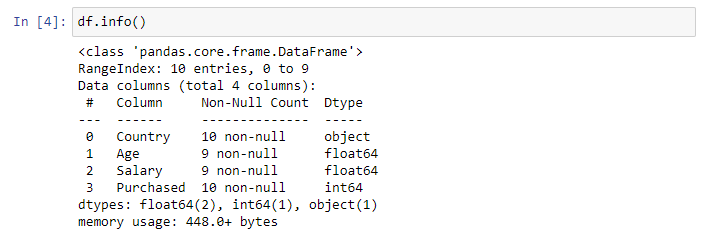 In [4]: df.info()
<class 'pandas.core.frame.DataFrame'>
RangeIndex: 10 entries, 0 to 9
Data columns (total 4 columns):
 #   Column     Non-Null Count  Dtype
---  ------     --------------  -----
 0   Country    10 non-null     object
 1   Age        9 non-null      float64
 2   Salary     9 non-null      float64
 3   Purchased  10 non-null     int64
dtypes: float64(2), int64(1), object(1)
memory usage: 448.0+ bytes